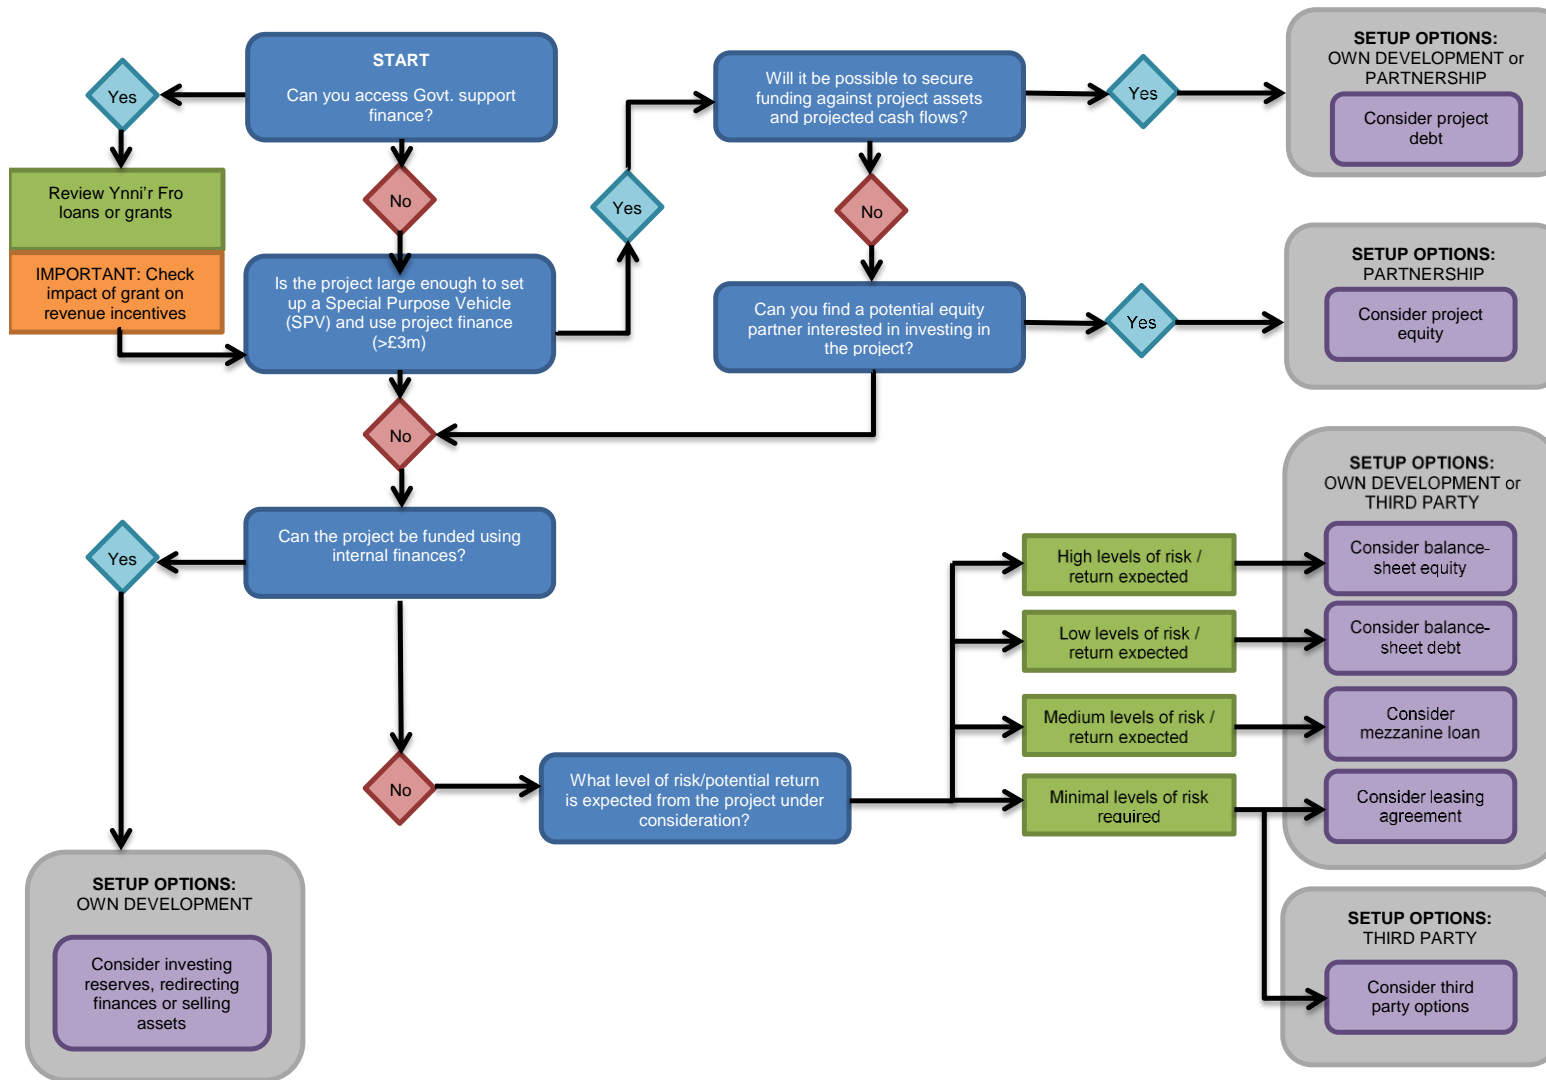 START
Can you access Govt. support
finance?
Yes
No
Review Ynni’r Fro
loans or grants
IMPORTANT: Check
impact of grant on
revenue incentives
Is the project large enough to set
up a Special Purpose Vehicle
(SPV) and use project finance
(>£3m)
Yes
No
Will it be possible to secure
funding against project assets
and projected cash flows?
Yes
No
SETUP OPTIONS:
OWN DEVELOPMENT or
PARTNERSHIP
Consider project
debt
Can you find a potential equity
partner interested in investing in
the project?
Yes
SETUP OPTIONS:
PARTNERSHIP
Consider project
equity
Can the project be funded using
internal finances?
Yes
No
SETUP OPTIONS:
OWN DEVELOPMENT
Consider investing
reserves, redirecting
finances or selling
assets
What level of risk/potential return
is expected from the project under
consideration?
High levels of risk /
return expected
Low levels of risk /
return expected
Medium levels of risk /
return expected
Minimal levels of risk
required
SETUP OPTIONS:
OWN DEVELOPMENT or
THIRD PARTY
Consider balance-
sheet equity
Consider balance-
sheet debt
Consider
mezzanine loan
Consider leasing
agreement
SETUP OPTIONS:
THIRD PARTY
Consider third
party options